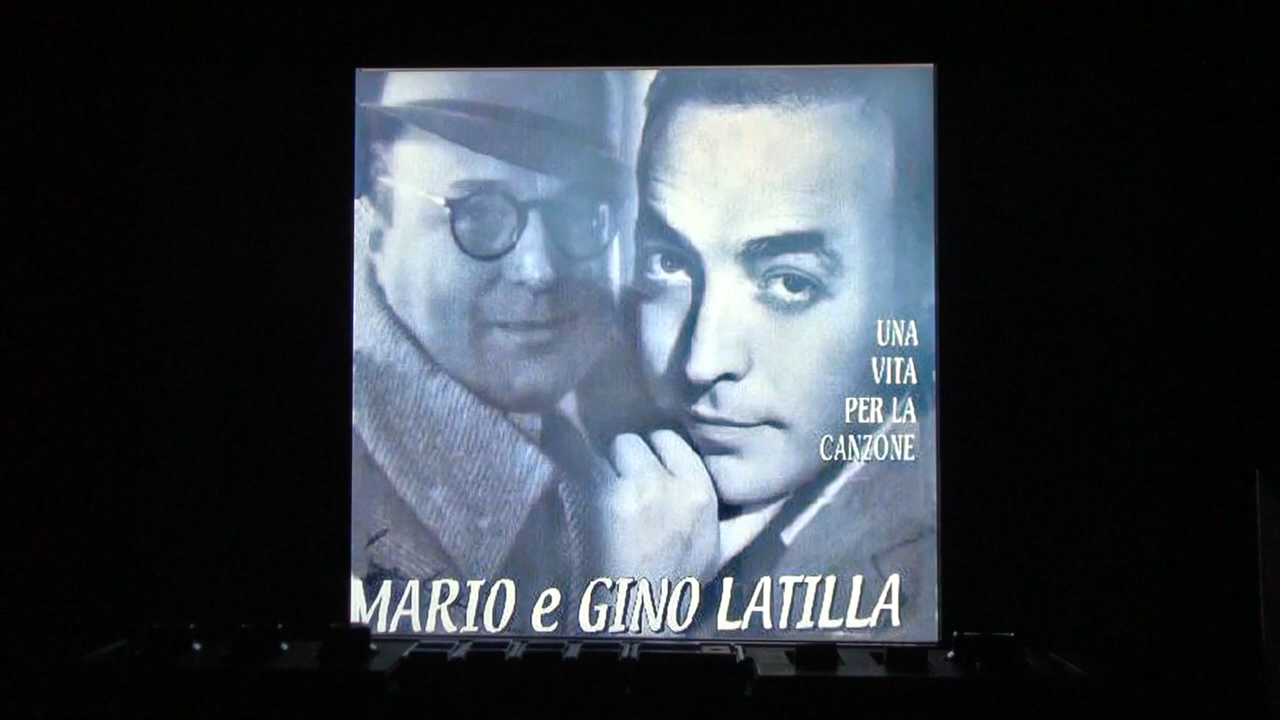 UNA
VITA
PER LA
CANZONE
MARIO e GINO LATILLA